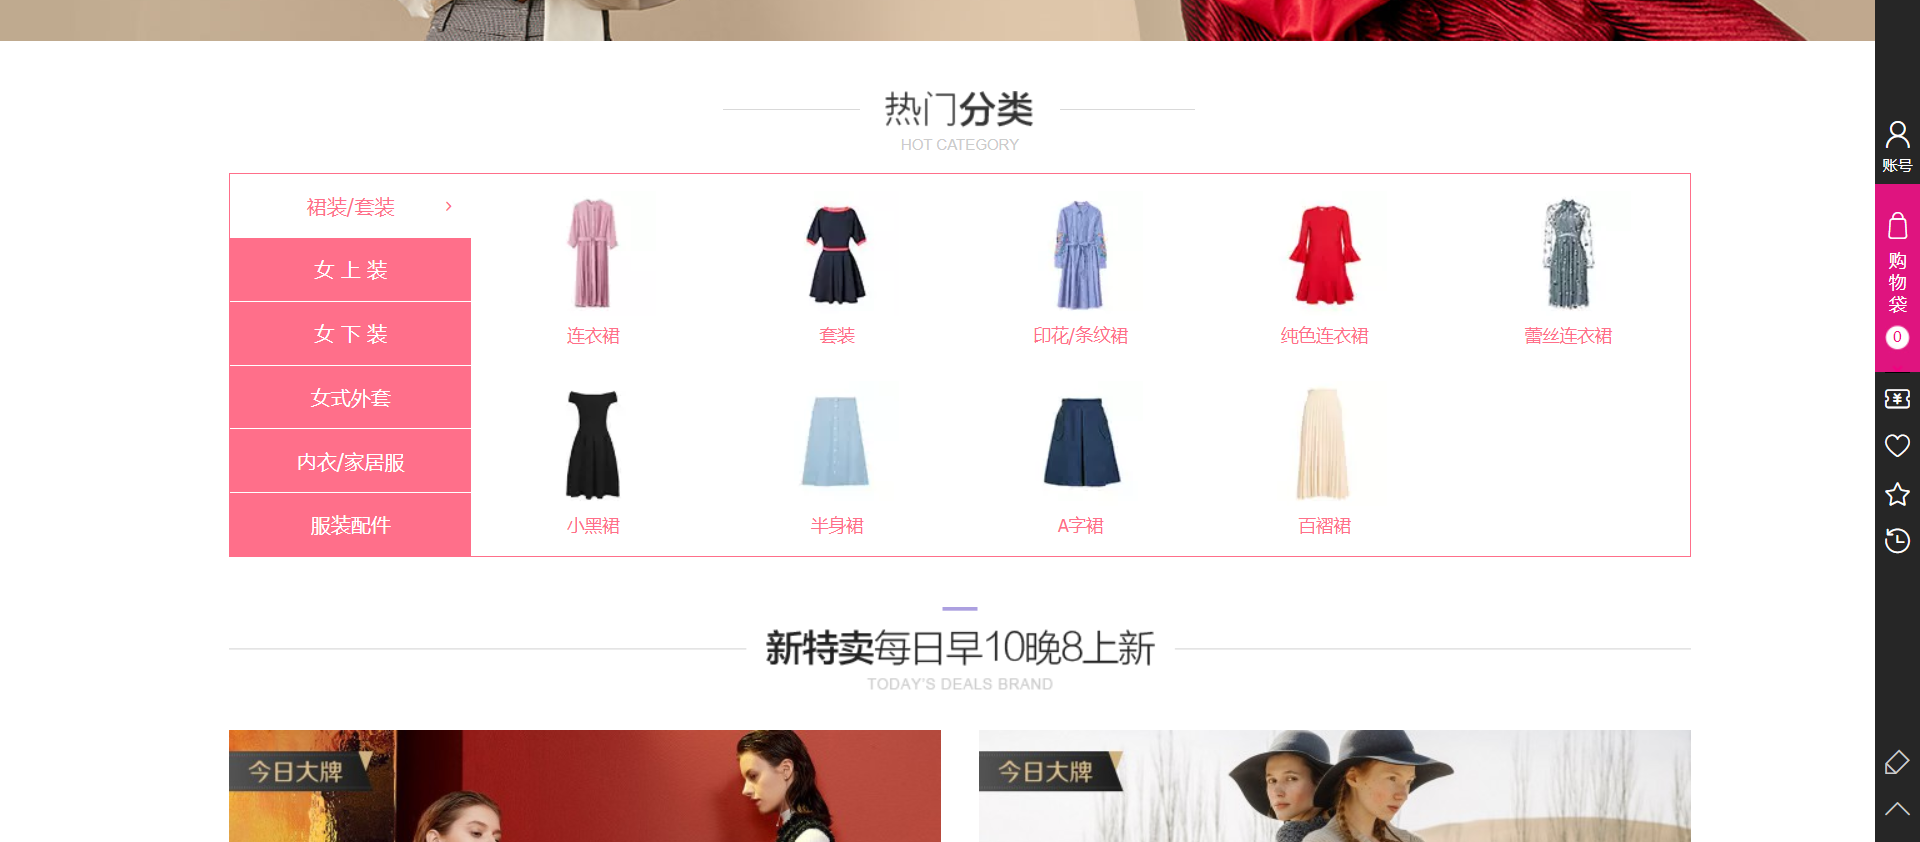 热门分类
HOT CATEGORY
裙装/套装
女 上 装
女 下 装
女式外套
内衣/家居服
服装配件
连衣裙
套装
印花/条纹裙
纯色连衣裙
蕾丝连衣裙
小黑裙
半身裙
A字裙
百褶裙
新特卖每日早10晚8上新
TODAY'S DEALS BRAND
今日大牌
今日大牌
账号
购
物
袋
0